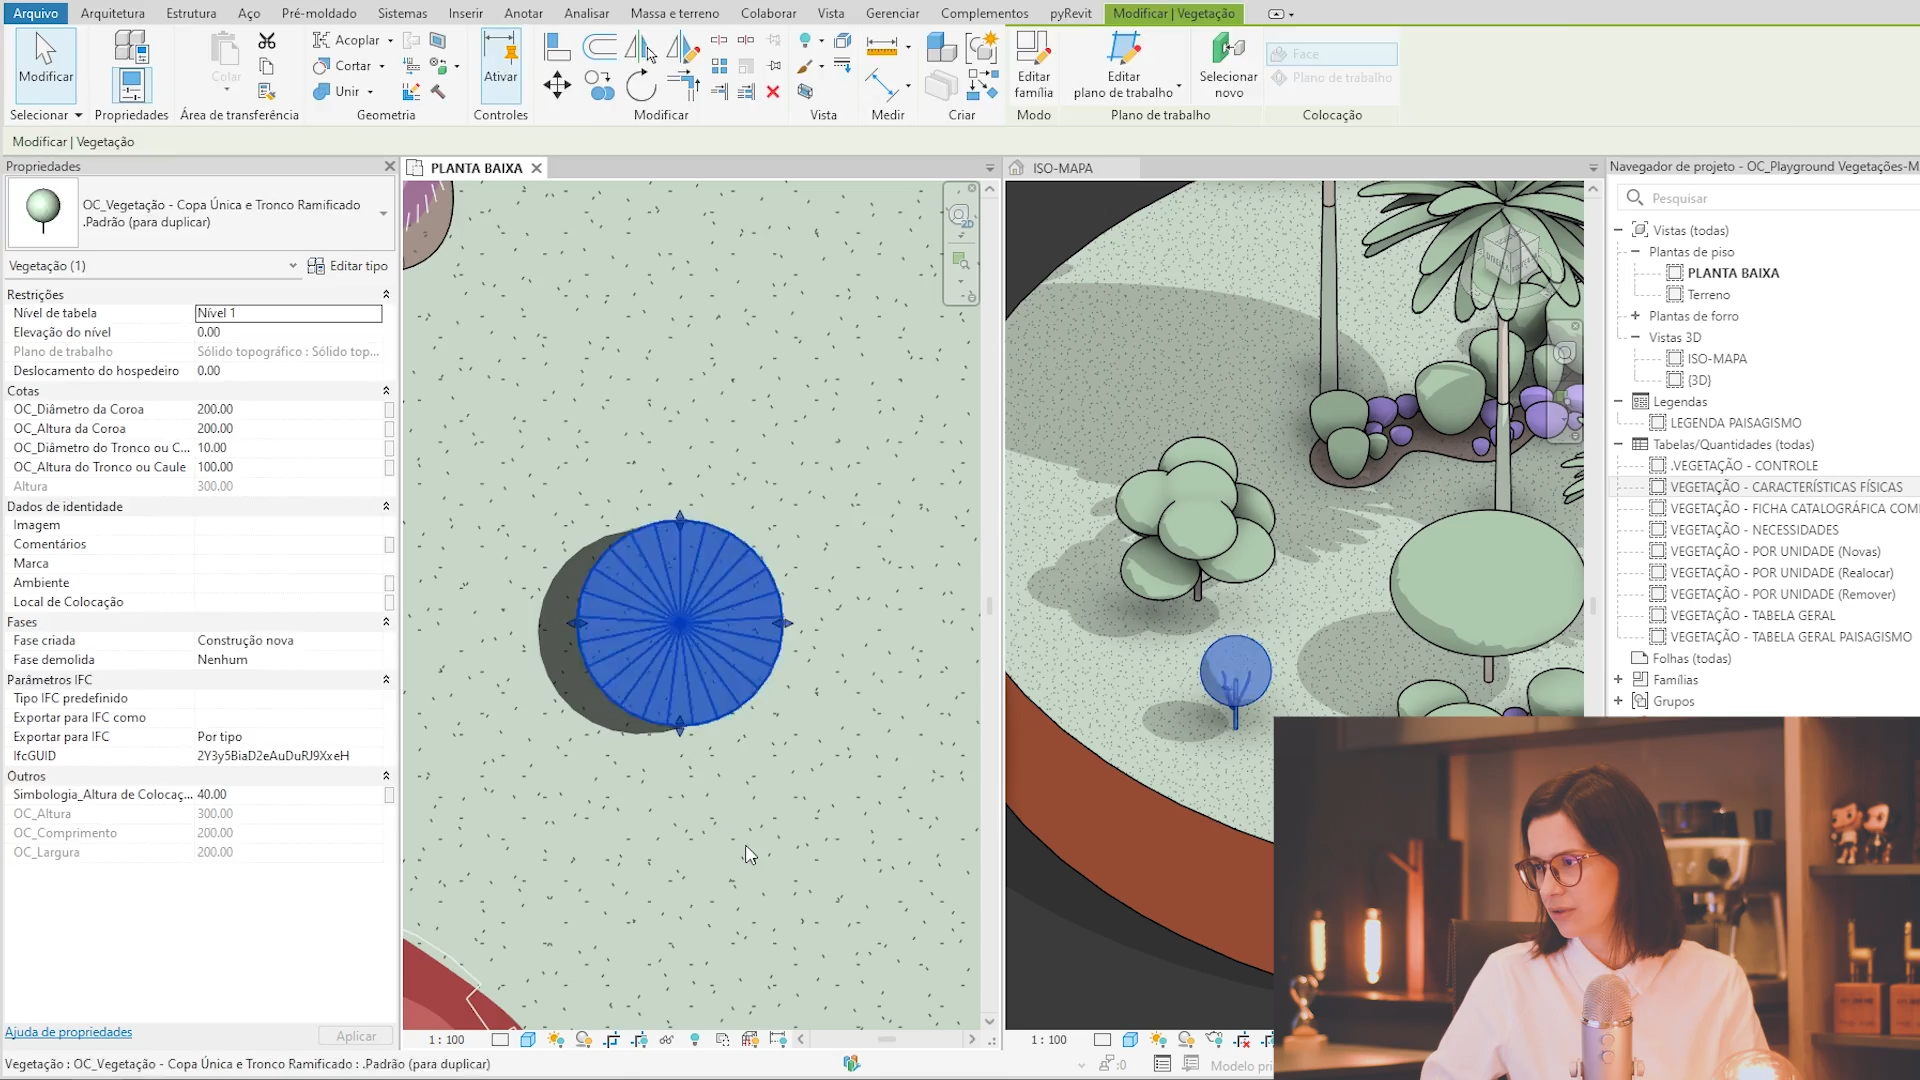 Arquivo Arquitetura Estrutura Aço Pré-moldado Sistemas Inserir Anotar Analisar Massa e terreno Colaborar Vista Gerenciar Complementos pyRevit Modificar | Vegetação
Modificar
Colar
Acoplar
Cortar
Unir
Ativar
Editar família
Editar plano de trabalho
Selecionar novo
Face
Plano de trabalho
Selecionar Propriedades Área de transferência Geometria Controles Modificar Vista Medir Criar Modo Plano de trabalho Colocação
Modificar | Vegetação
Propriedades
OC_Vegetação - Copa Única e Tronco Ramificado
.Padrão (para duplicar)
Vegetação (1) Editar tipo
Restrições
Nível de tabela Nível 1
Elevação do nível 0.00
Plano de trabalho Sólido topográfico : Sólido top...
Deslocamento do hospedeiro 0.00
Cotas
OC_Diâmetro da Coroa 200.00
OC_Altura da Coroa 200.00
OC_Diâmetro do Tronco ou C... 10.00
OC_Altura do Tronco ou Caule 100.00
Altura 300.00
Dados de identidade
Imagem
Comentários
Marca
Ambiente
Local de Colocação
Fases
Fase criada Construção nova
Fase demolida Nenhum
Parâmetros IFC
Tipo IFC predefinido
Exportar para IFC como
Exportar para IFC Por tipo
IfcGUID 2Y3y5BiaD2eAuDuRJ9XxeH
Outros
Simbologia_Altura de Colocaç... 40.00
OC_Altura 300.00
OC_Comprimento 200.00
OC_Largura 200.00
Ajuda de propriedades Aplicar
PLANTA BAIXA
2D
1 : 100
ISO-MAPA
1 : 100
Navegador de projeto - OC_Playground Vegetações-M
Pesquisar
Vistas (todas)
Plantas de piso
PLANTA BAIXA
Terreno
Plantas de forro
Vistas 3D
ISO-MAPA
{3D}
Legendas
LEGENDA PAISAGISMO
Tabelas/Quantidades (todas)
.VEGETAÇÃO - CONTROLE
VEGETAÇÃO - CARACTERÍSTICAS FÍSICAS
VEGETAÇÃO - FICHA CATALOGRÁFICA COM
VEGETAÇÃO - NECESSIDADES
VEGETAÇÃO - POR UNIDADE (Novas)
VEGETAÇÃO - POR UNIDADE (Realocar)
VEGETAÇÃO - POR UNIDADE (Remover)
VEGETAÇÃO - TABELA GERAL
VEGETAÇÃO - TABELA GERAL PAISAGISMO
Folhas (todas)
Famílias
Grupos
Vegetação : OC_Vegetação - Copa Única e Tronco Ramificado : .Padrão (para duplicar)
:0
Modelo pri